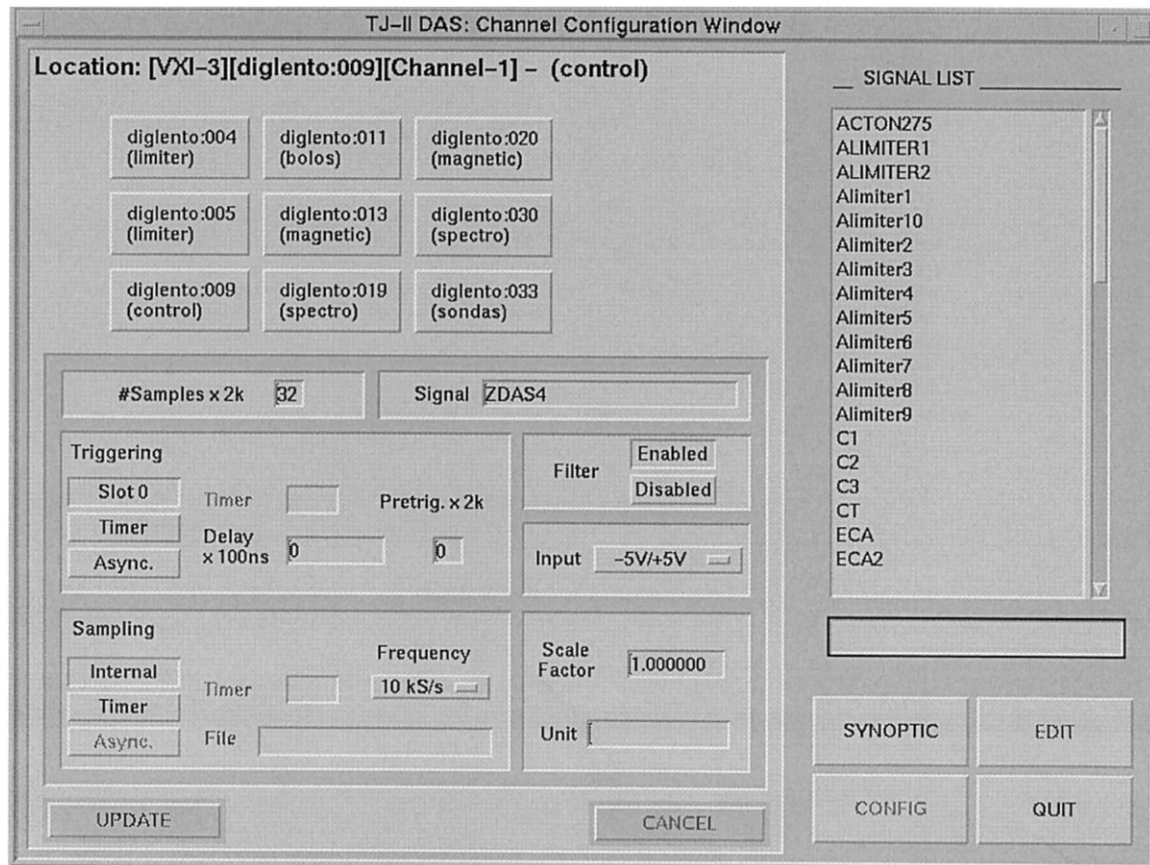 TJ-II DAS: Channel Configuration Window
Location: [VXI-3][diglento:009][Channel-1] - (control)
diglento:004
(limiter)
diglento:011
(bolos)
diglento:020
(magnetic)
diglento:005
(limiter)
diglento:013
(magnetic)
diglento:030
(spectro)
diglento:009
(control)
diglento:019
(spectro)
diglento:033
(sondas)
#Samples x 2k 32
Signal ZDAS4
Triggering
Slot 0
Timer
Async.
Timer
Pretrig. x 2k
Delay
x 100ns 0
0
Filter
Enabled
Disabled
Input -5V/+5V
Sampling
Internal
Timer
Async.
Timer
Frequency
10 kS/s
File
Scale
Factor 1.000000
Unit
UPDATE
CANCEL
SIGNAL LIST
ACTON275
ALIMITER1
ALIMITER2
Alimiter1
Alimiter10
Alimiter2
Alimiter3
Alimiter4
Alimiter5
Alimiter6
Alimiter7
Alimiter8
Alimiter9
C1
C2
C3
CT
ECA
ECA2
SYNOPTIC
EDIT
CONFIG
QUIT